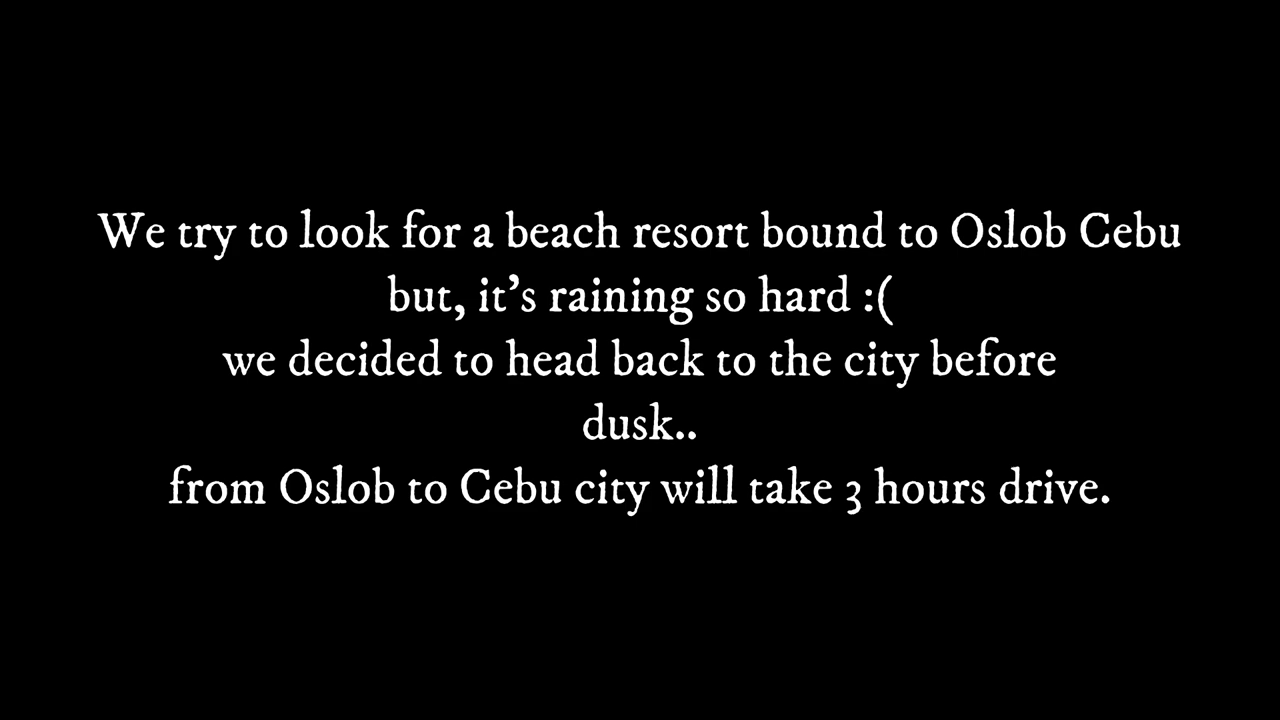 We try to look for a beach resort bound to Oslob Cebu
but, it's raining so hard :(
we decided to head back to the city before
dusk..
from Oslob to Cebu city will take 3 hours drive.